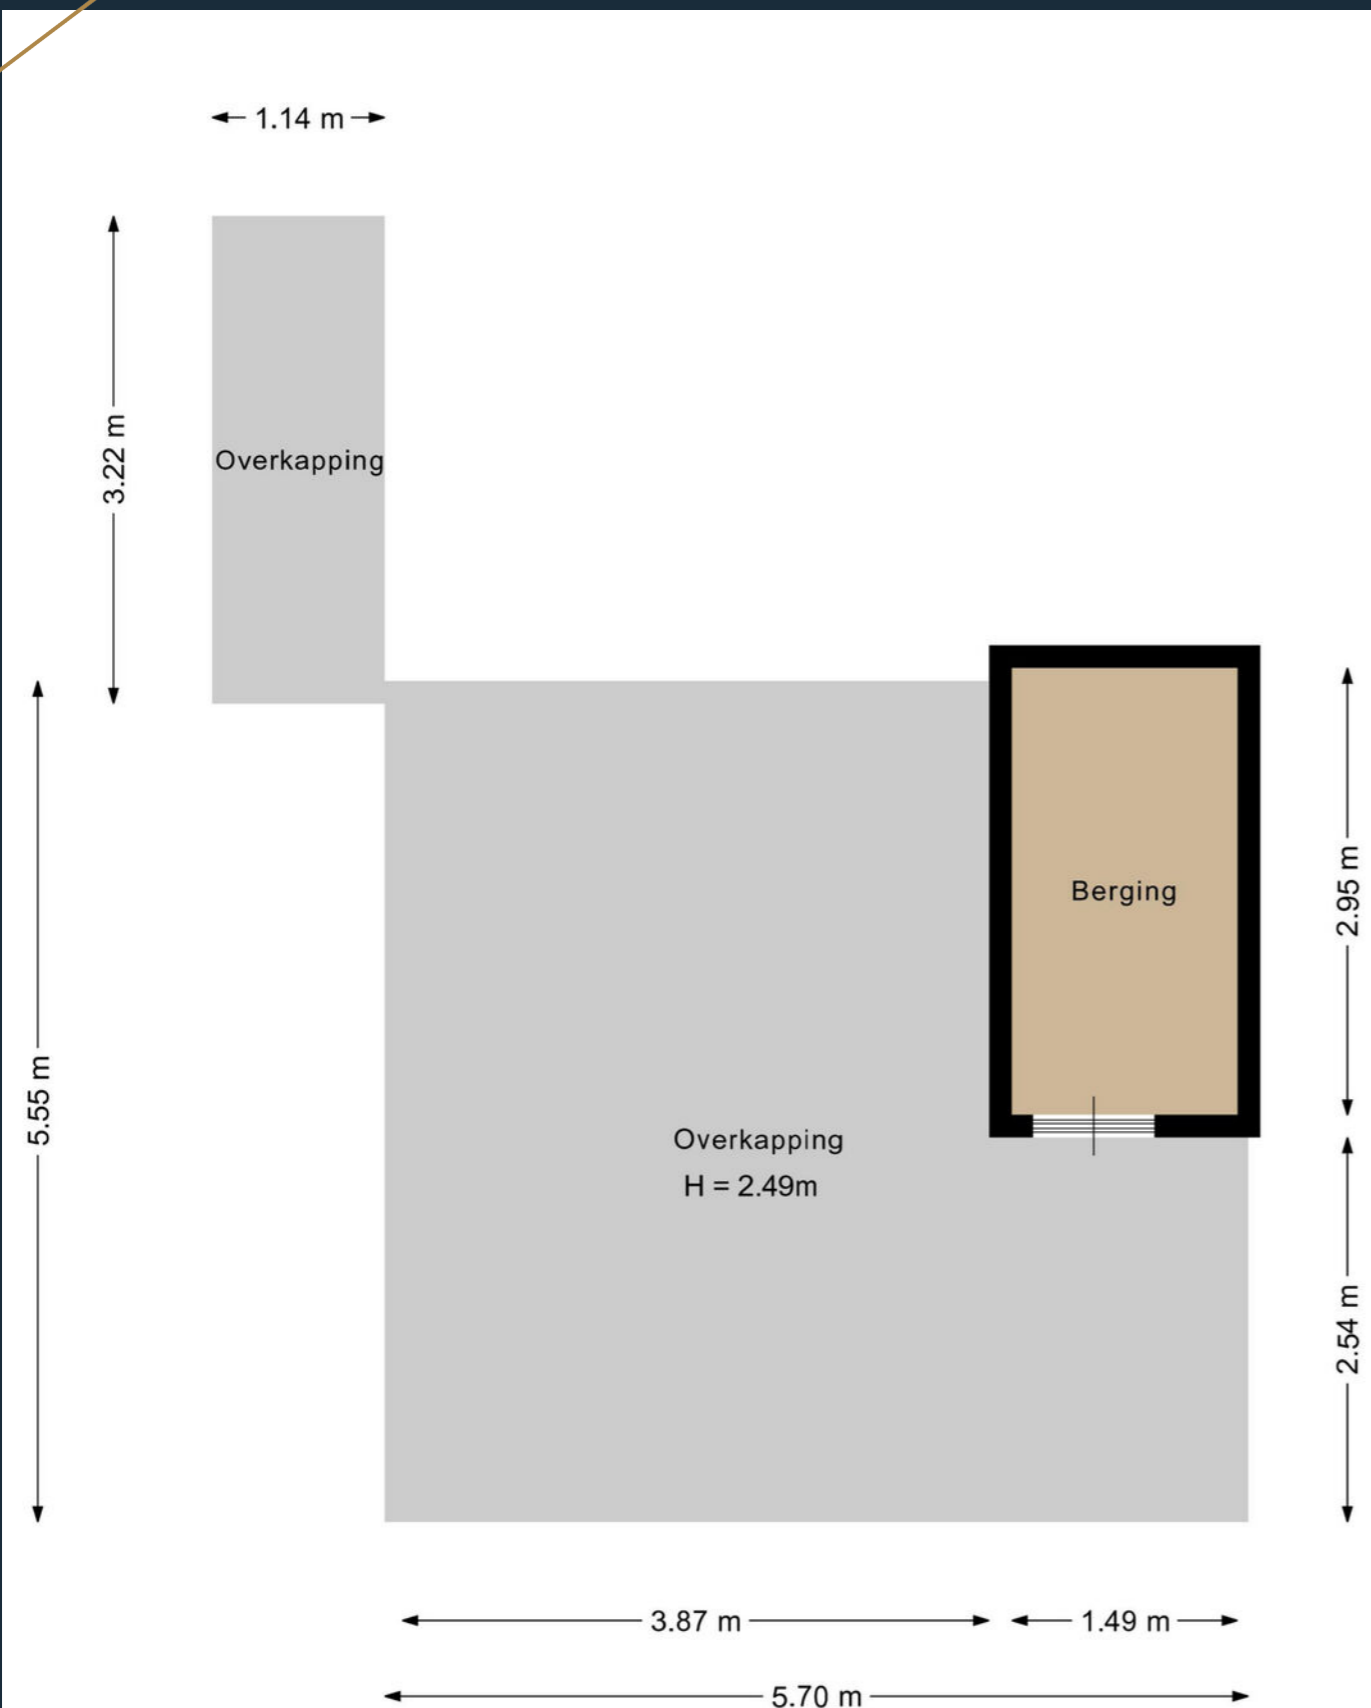 1.14 m
3.22 m
Overkapping
5.55 m
Berging
2.95 m
Overkapping
H = 2.49m
2.54 m
3.87 m
1.49 m
5.70 m